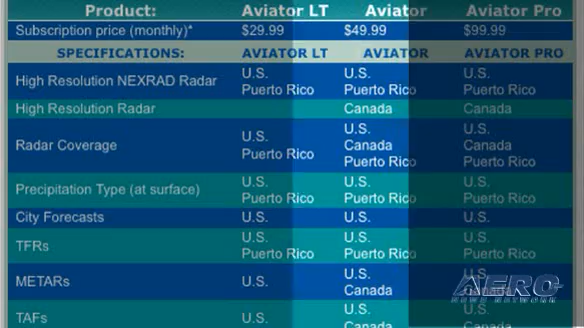 Product: Aviator LT Aviator Aviator Pro
Subscription price (monthly)* $29.99 $49.99 $99.99
SPECIFICATIONS: AVIATOR LT AVIATOR AVIATOR PRO
High Resolution NEXRAD Radar U.S. Puerto Rico U.S. Puerto Rico U.S. Puerto Rico
High Resolution Radar Canada Canada
Radar Coverage U.S. Puerto Rico U.S. Canada Puerto Rico U.S. Canada Puerto Rico
Precipitation Type (at surface) U.S. Puerto Rico U.S. Puerto Rico U.S. Puerto Rico
City Forecasts U.S. U.S. U.S.
TFRs U.S. Puerto Rico U.S. Puerto Rico U.S. Puerto Rico
METARs U.S. U.S. Canada U.S. Canada
TAFs U.S. U.S. Canada U.S.
AERO
NEWS NETWORK